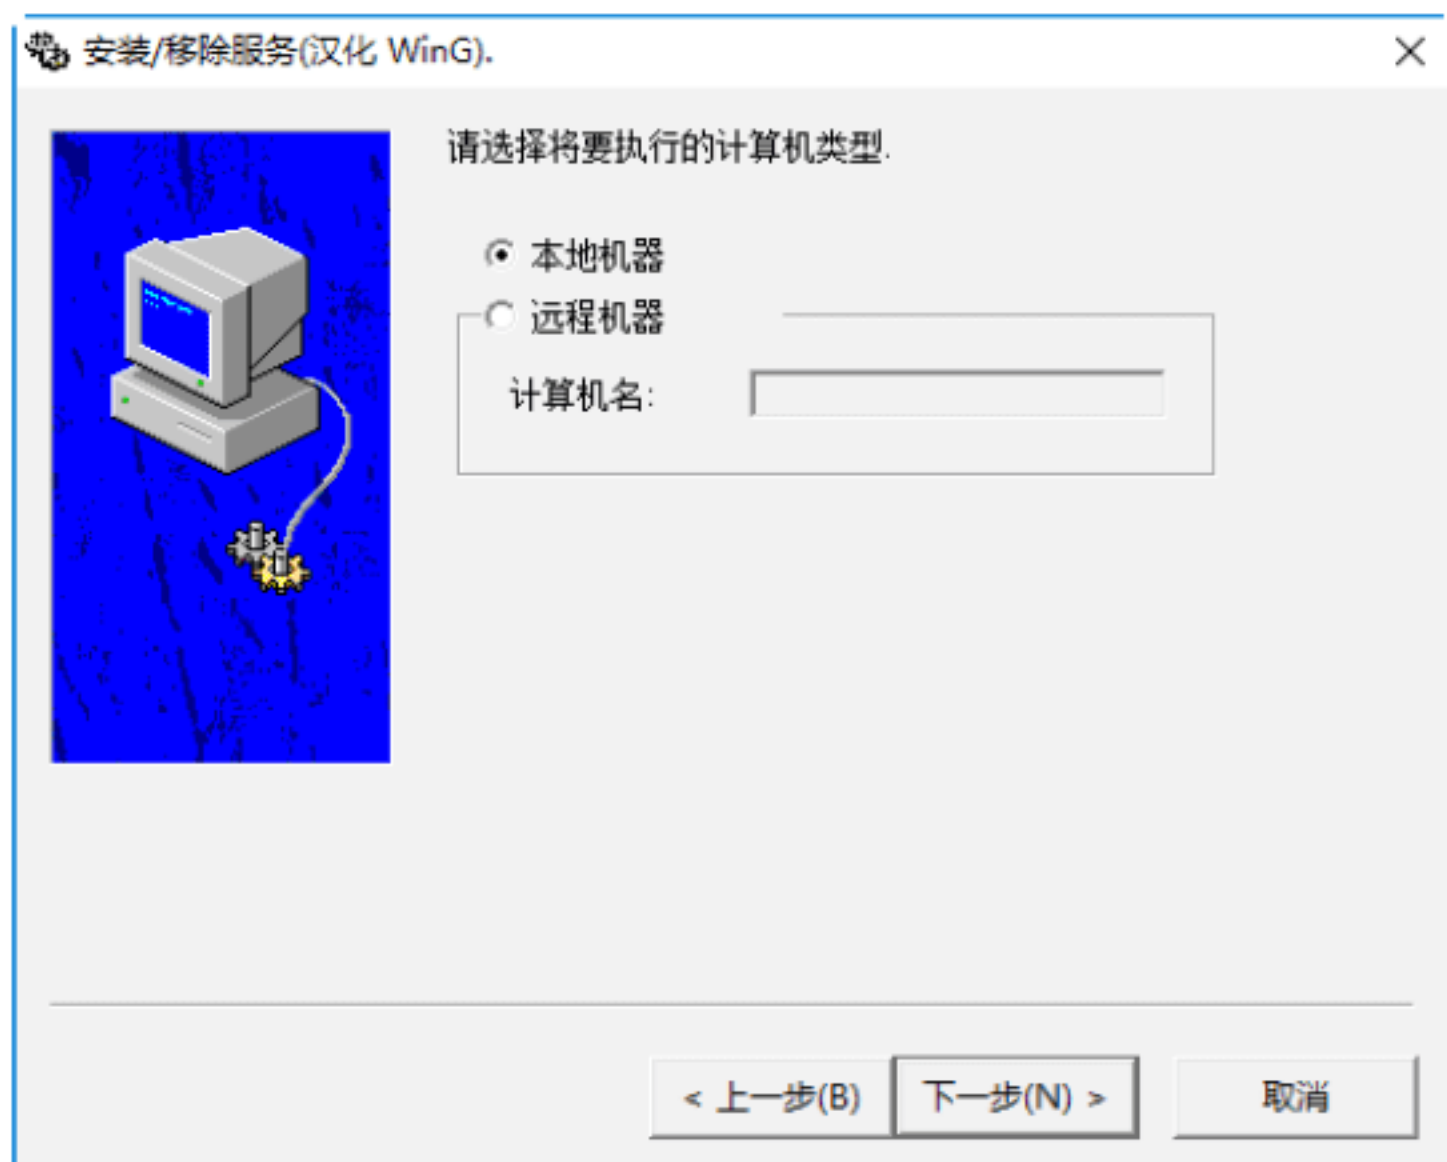 安装/移除服务(汉化 WinG).
请选择将要执行的计算机类型.
本地机器
远程机器
计算机名:
< 上一步(B)
下一步(N) >
取消